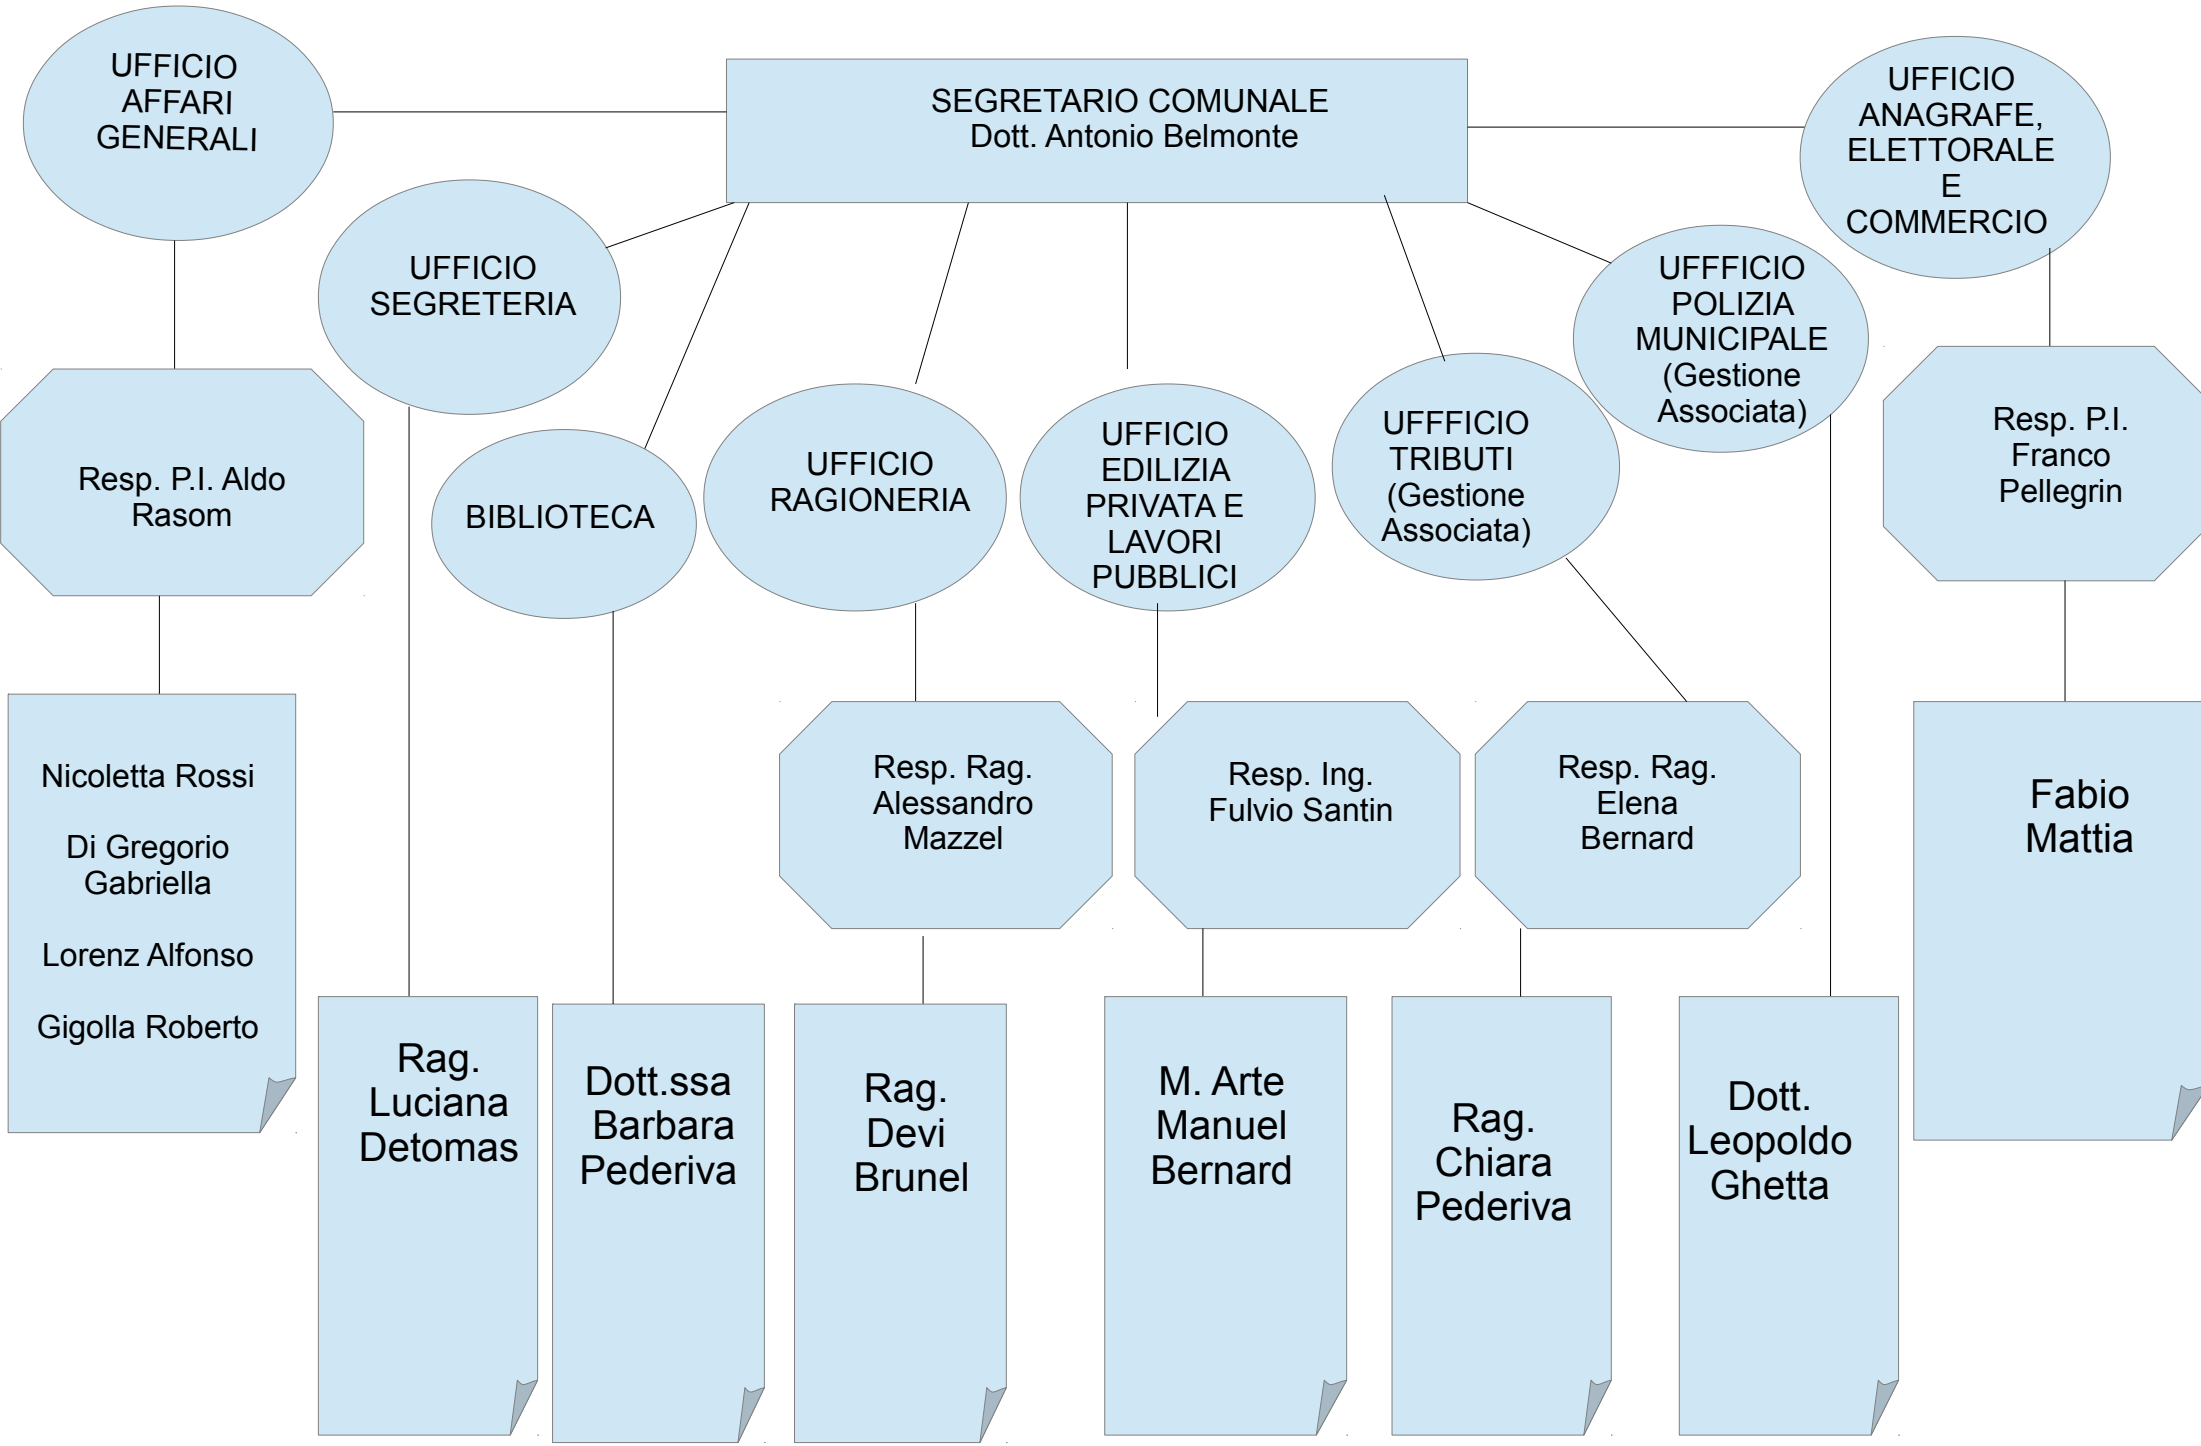 UFFICIO
AFFARI
GENERALI
SEGRETARIO COMUNALE
Dott. Antonio Belmonte
UFFICIO
ANAGRAFE,
ELETTORALE
E
COMMERCIO
UFFICIO
SEGRETERIA
UFFFICIO
POLIZIA
MUNICIPALE
(Gestione
Associata)
BIBLIOTECA
UFFICIO
RAGIONERIA
UFFICIO
EDILIZIA
PRIVATA E
LAVORI
PUBBLICI
UFFFICIO
TRIBUTI
(Gestione
Associata)
Resp. P.I. Aldo
Rasom
Resp. P.I.
Franco
Pellegrin
Resp. Rag.
Alessandro
Mazzel
Resp. Ing.
Fulvio Santin
Resp. Rag.
Elena
Bernard
Nicoletta Rossi
Di Gregorio
Gabriella
Lorenz Alfonso
Gigolla Roberto
Rag.
Luciana
Detomas
Dott.ssa
Barbara
Pederiva
Rag.
Devi
Brunel
M. Arte
Manuel
Bernard
Rag.
Chiara
Pederiva
Dott.
Leopoldo
Ghetta
Fabio
Mattia